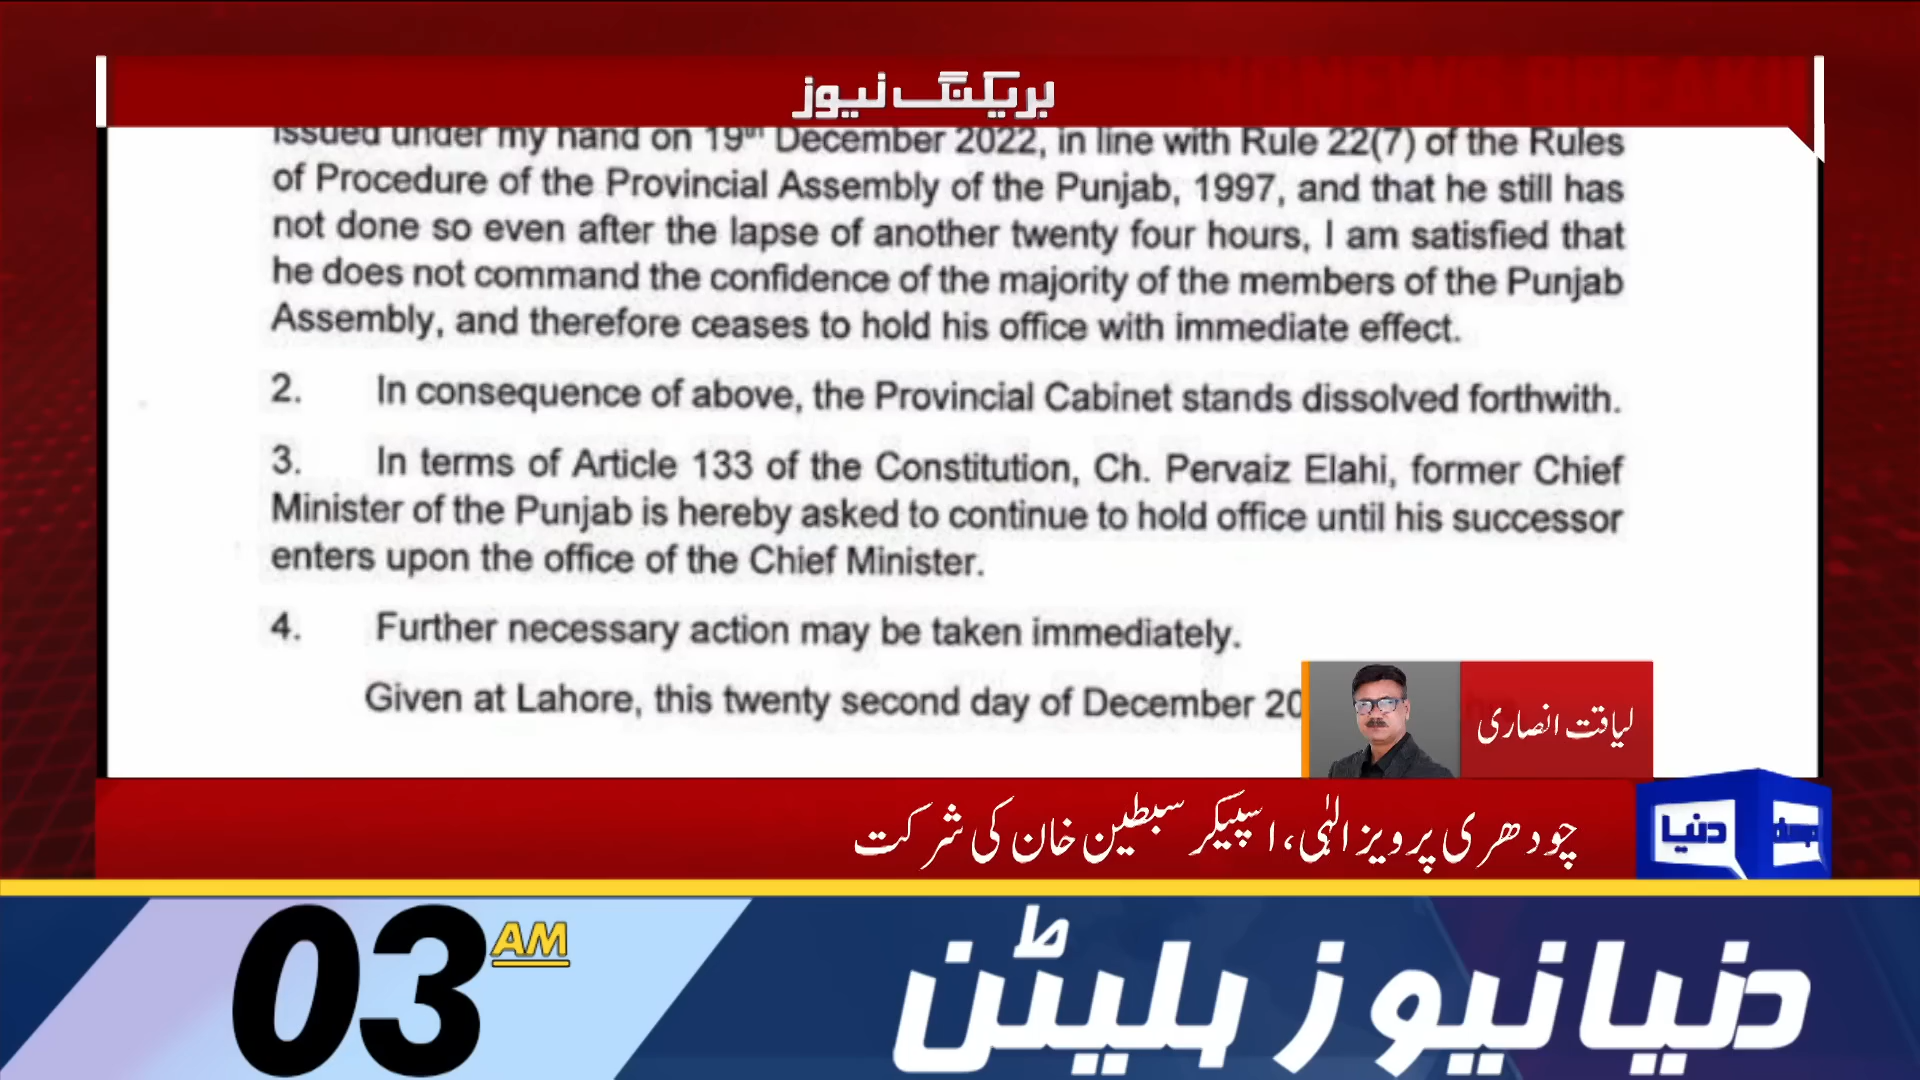 بریکنگ نیوز
issued under my hand on 19th December 2022, in line with Rule 22(7) of the Rules
of Procedure of the Provincial Assembly of the Punjab, 1997, and that he still has
not done so even after the lapse of another twenty four hours, I am satisfied that
he does not command the confidence of the majority of the members of the Punjab
Assembly, and therefore ceases to hold his office with immediate effect.
2. In consequence of above, the Provincial Cabinet stands dissolved forthwith.
3. In terms of Article 133 of the Constitution, Ch. Pervaiz Elahi, former Chief
Minister of the Punjab is hereby asked to continue to hold office until his successor
enters upon the office of the Chief Minister.
4. Further necessary action may be taken immediately.
Given at Lahore, this twenty second day of December 20
لیاقت انصاری
چودھری پرویز الٰہی، اسپیکر سبطین خان کی شرکت
دنیا
03 AM
دنیا نیوز بلیٹن